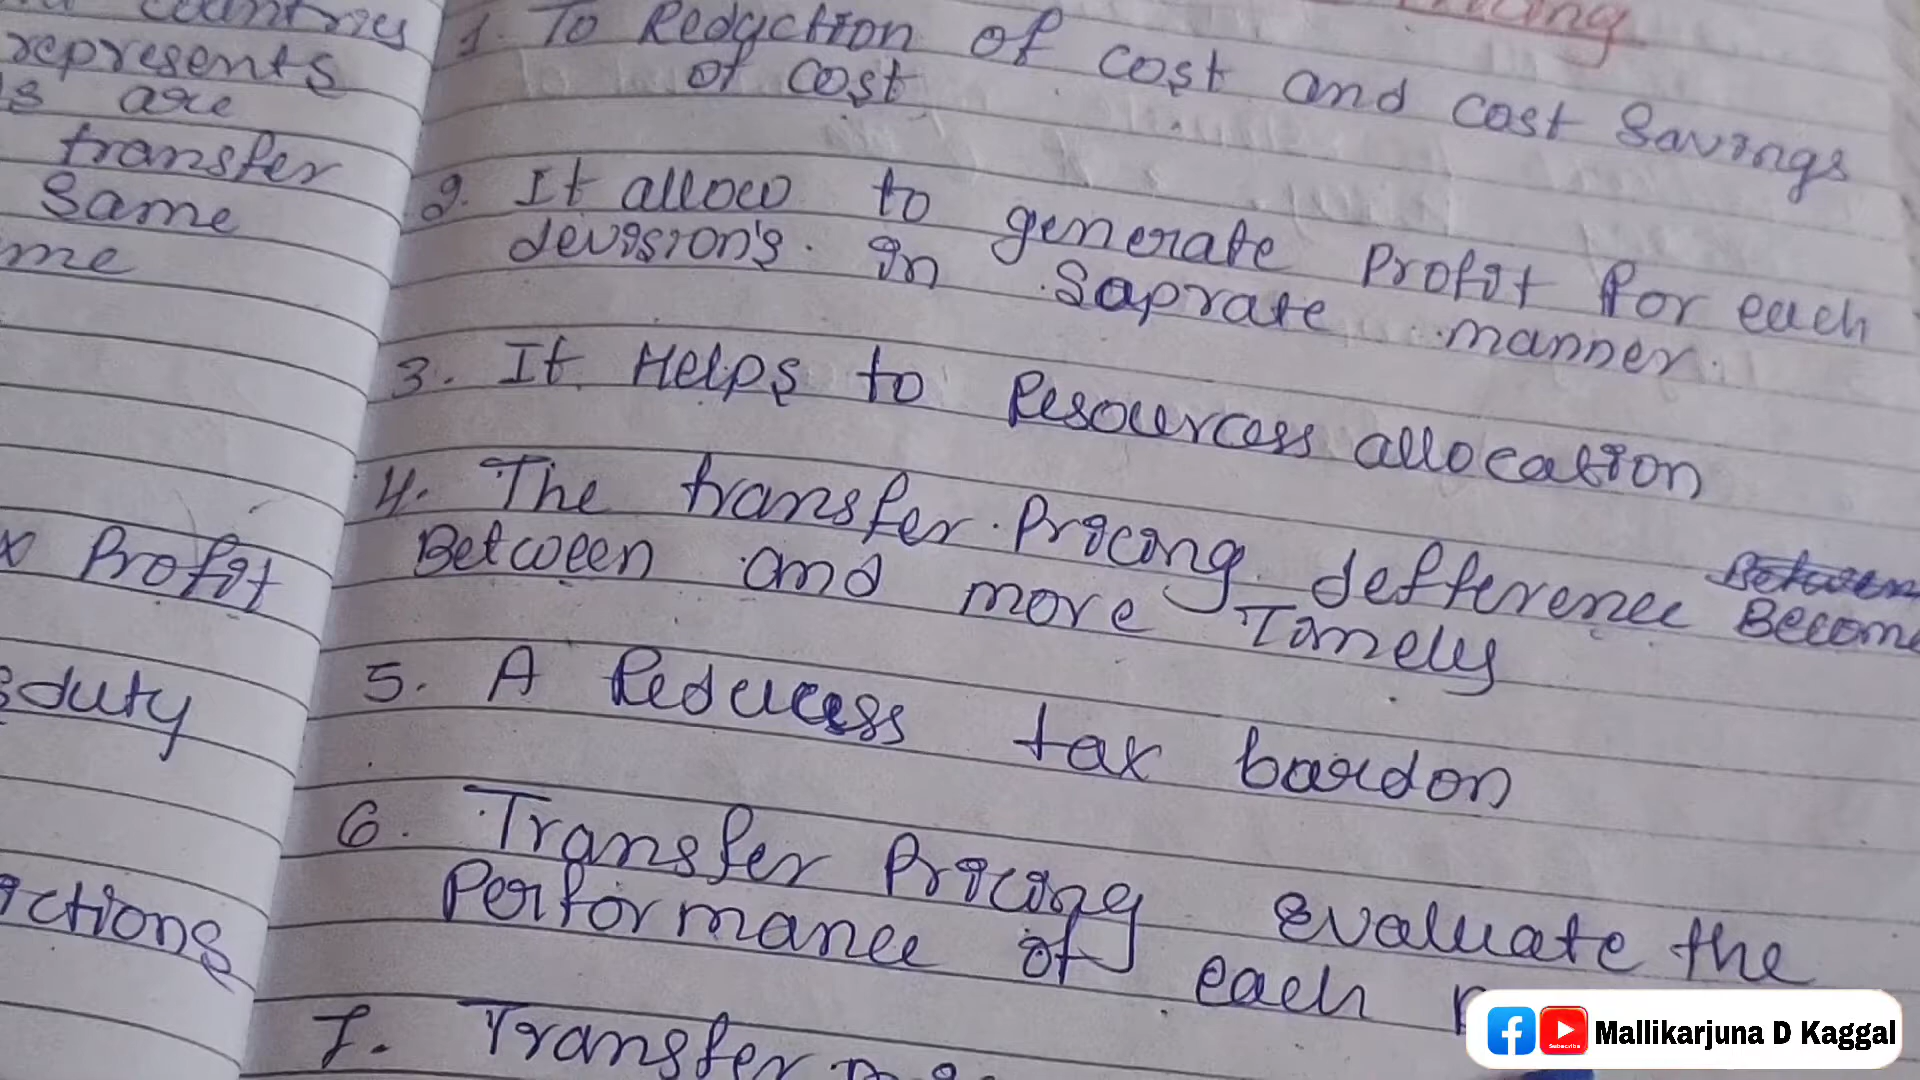 countries
represents
are
transfer
Same
me
Profit
duty
1. To Reduction of cost and cost Savings
of cost
2. It allow to generate Profit for each
devision's in Saprate manner.
3. It Helps to Resourcess allocation
4. The transfer Pricing defference Between Become
Between and more Timely
5. A Reducess tax bardon
6. Transfer Pricing evaluate the
Performance of each
7. Transfer
Mallikarjuna D Kaggal